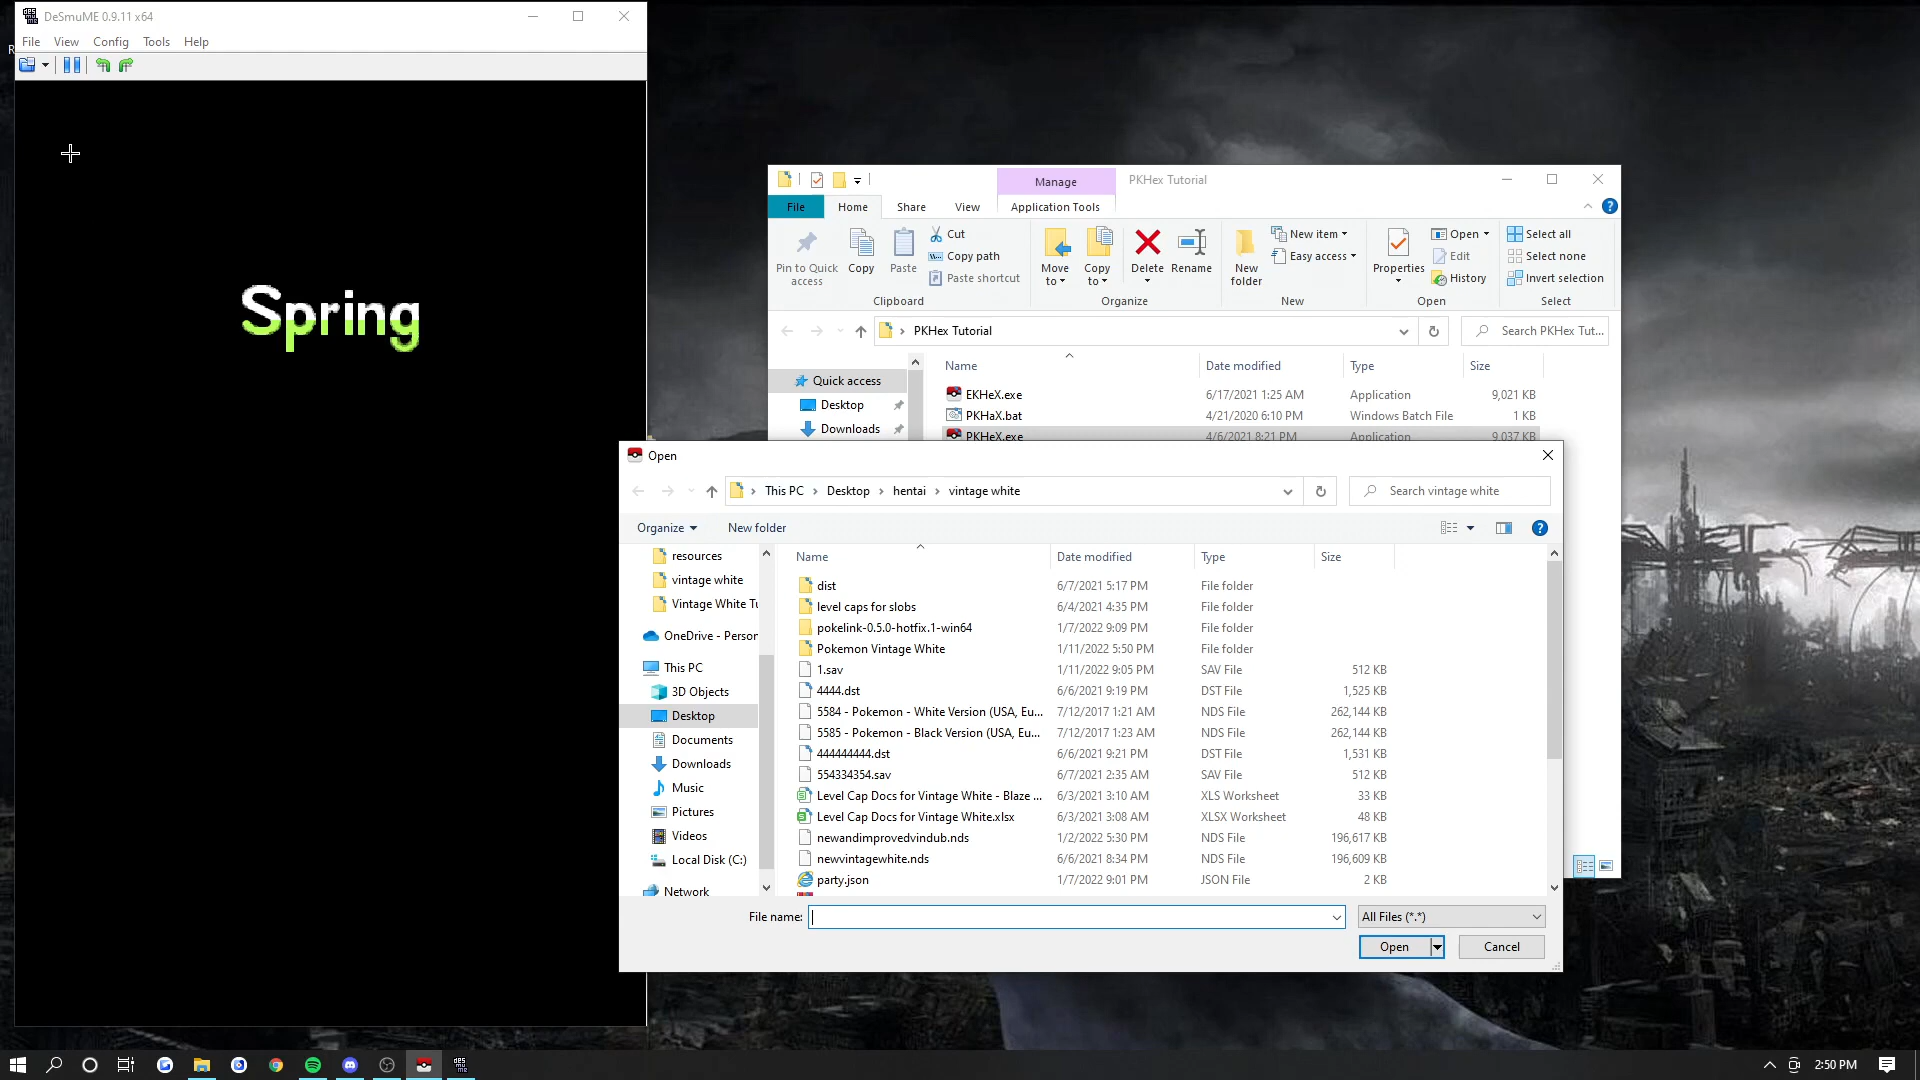 DeSmuME 0.9.11 x64
File View Config Tools Help
Spring
Manage PKHex Tutorial
File Home Share View Application Tools
Pin to Quick access
Copy
Paste
Cut
Copy path
Paste shortcut
Clipboard
Move to
Copy to
Delete
Rename
Organize
New folder
New item
Easy access
New
Properties
Open
Edit
History
Open
Select all
Select none
Invert selection
Select
PKHex Tutorial
Search PKHex Tut...
Name Date modified Type Size
Quick access
Desktop
Downloads
EKHeX.exe 6/17/2021 1:25 AM Application 9,021 KB
PKHaX.bat 4/21/2020 6:10 PM Windows Batch File 1 KB
PKHeX.exe 4/6/2021 8:21 PM Application 9,037 KB
Open
This PC Desktop hentai vintage white
Search vintage white
Organize New folder
resources
vintage white
Vintage White Tu
OneDrive - Person
This PC
3D Objects
Desktop
Documents
Downloads
Music
Pictures
Videos
Local Disk (C:)
Network
Name Date modified Type Size
dist 6/7/2021 5:17 PM File folder
level caps for slobs 6/4/2021 4:35 PM File folder
pokelink-0.5.0-hotfix.1-win64 1/7/2022 9:09 PM File folder
Pokemon Vintage White 1/11/2022 5:50 PM File folder
1.sav 1/11/2022 9:05 PM SAV File 512 KB
4444.dst 6/6/2021 9:19 PM DST File 1,525 KB
5584 - Pokemon - White Version (USA, Eu... 7/12/2017 1:21 AM NDS File 262,144 KB
5585 - Pokemon - Black Version (USA, Eu... 7/12/2017 1:23 AM NDS File 262,144 KB
444444444.dst 6/6/2021 9:21 PM DST File 1,531 KB
554334354.sav 6/7/2021 2:35 AM SAV File 512 KB
Level Cap Docs for Vintage White - Blaze ... 6/3/2021 3:10 AM XLS Worksheet 33 KB
Level Cap Docs for Vintage White.xlsx 6/3/2021 3:08 AM XLSX Worksheet 48 KB
newandimprovedvindub.nds 1/2/2022 5:30 PM NDS File 196,617 KB
newvintagewhite.nds 6/6/2021 8:34 PM NDS File 196,609 KB
party.json 1/7/2022 9:01 PM JSON File 2 KB
File name:
All Files (*.*)
Open Cancel
2:50 PM